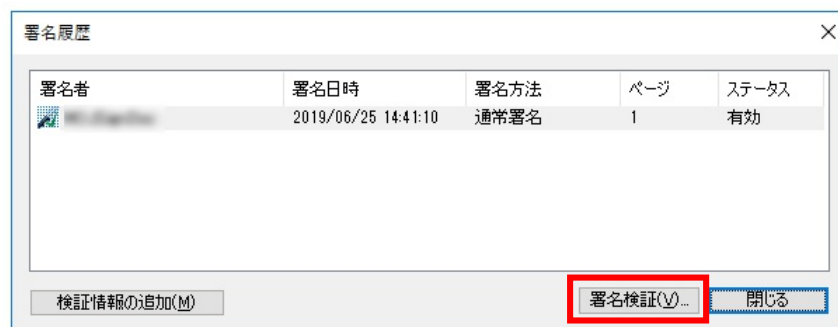 署名履歴
署名者 署名日時 署名方法 ページ ステータス
2019/06/25 14:41:10 通常署名 1 有効
検証情報の追加(M) 署名検証(V)... 閉じる